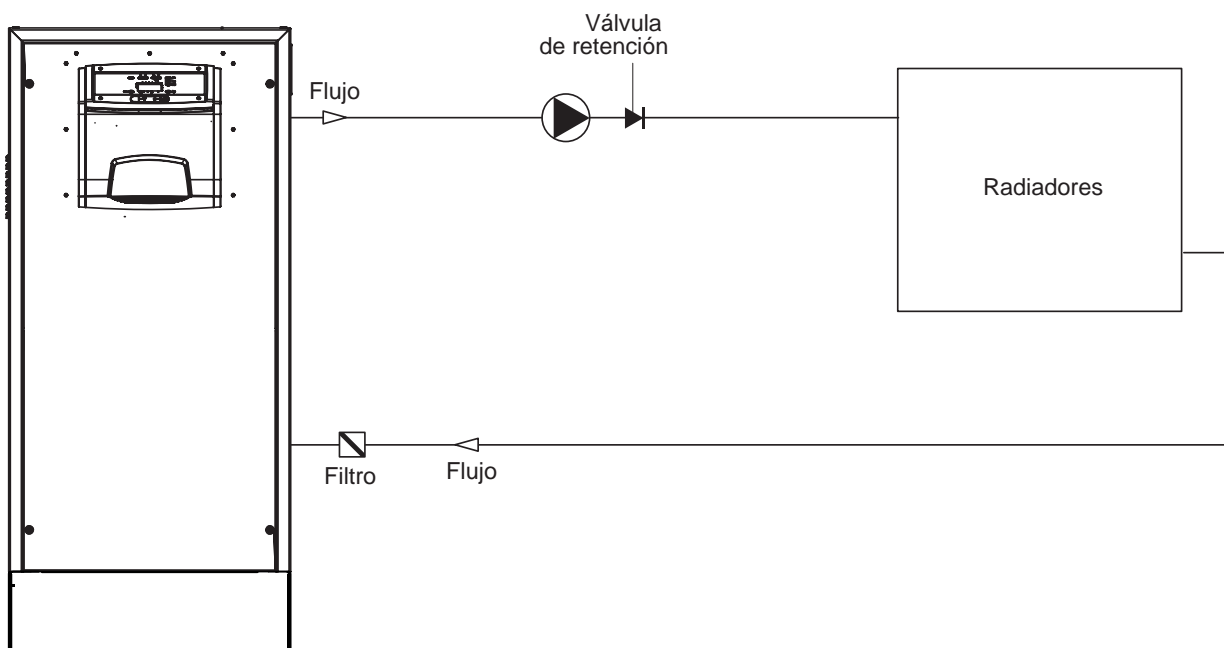 Válvula
de retención
Flujo
Radiadores
Filtro
Flujo